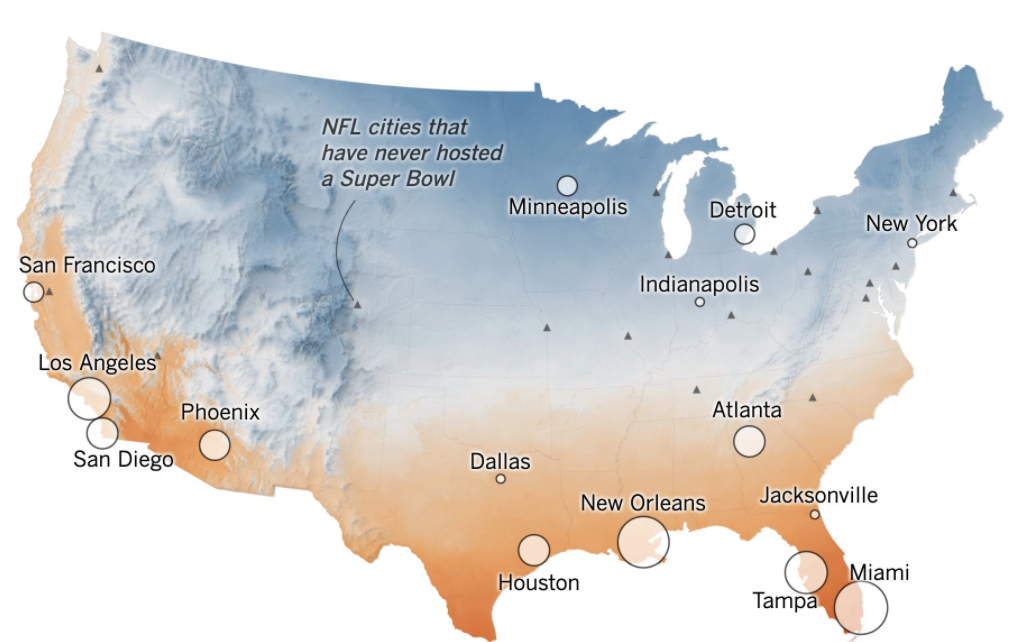 NFL cities that
have never hosted
a Super Bowl
Minneapolis
Detroit
New York
San Francisco
Indianapolis
Los Angeles
Phoenix
Atlanta
San Diego
Dallas
New Orleans
Jacksonville
Houston
Miami
Tampa